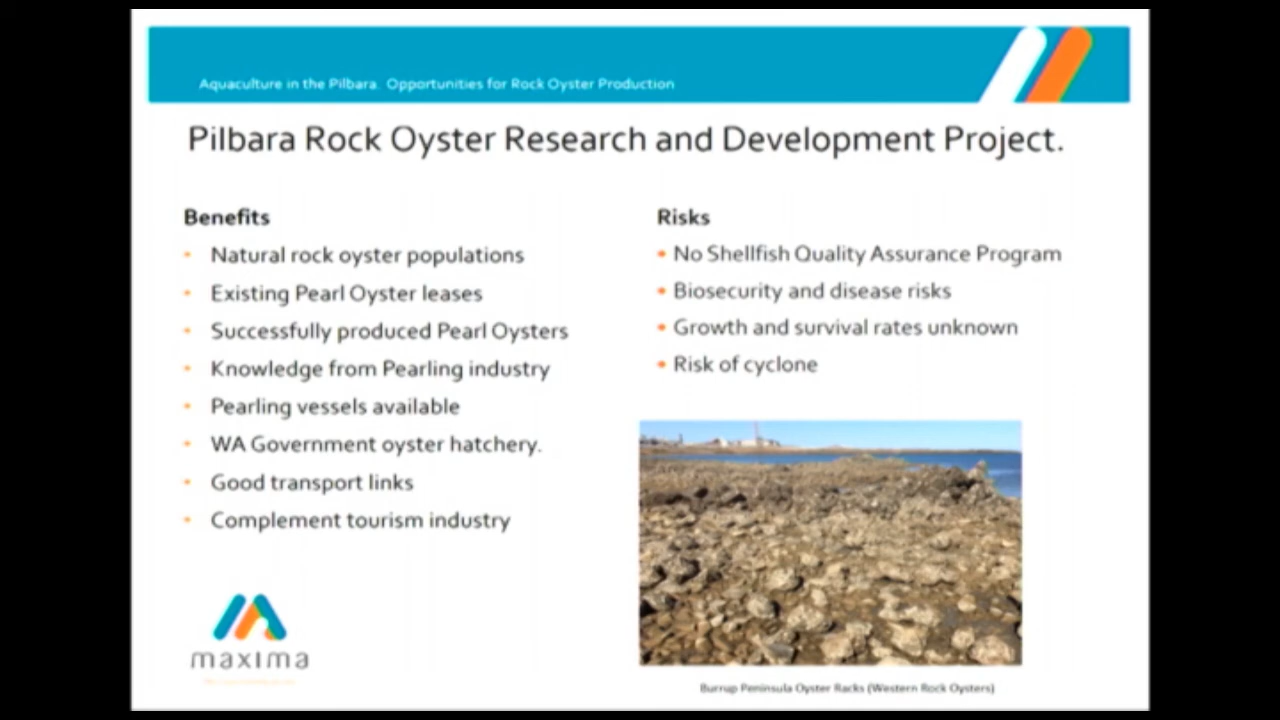 Aquaculture in the Pilbara. Opportunities for Rock Oyster Production
Pilbara Rock Oyster Research and Development Project.
Benefits
• Natural rock oyster populations
• Existing Pearl Oyster leases
• Successfully produced Pearl Oysters
• Knowledge from Pearling industry
• Pearling vessels available
• WA Government oyster hatchery.
• Good transport links
• Complement tourism industry
Risks
• No Shellfish Quality Assurance Program
• Biosecurity and disease risks
• Growth and survival rates unknown
• Risk of cyclone
maxima
Burrup Peninsula Oyster Racks (Western Rock Oysters)